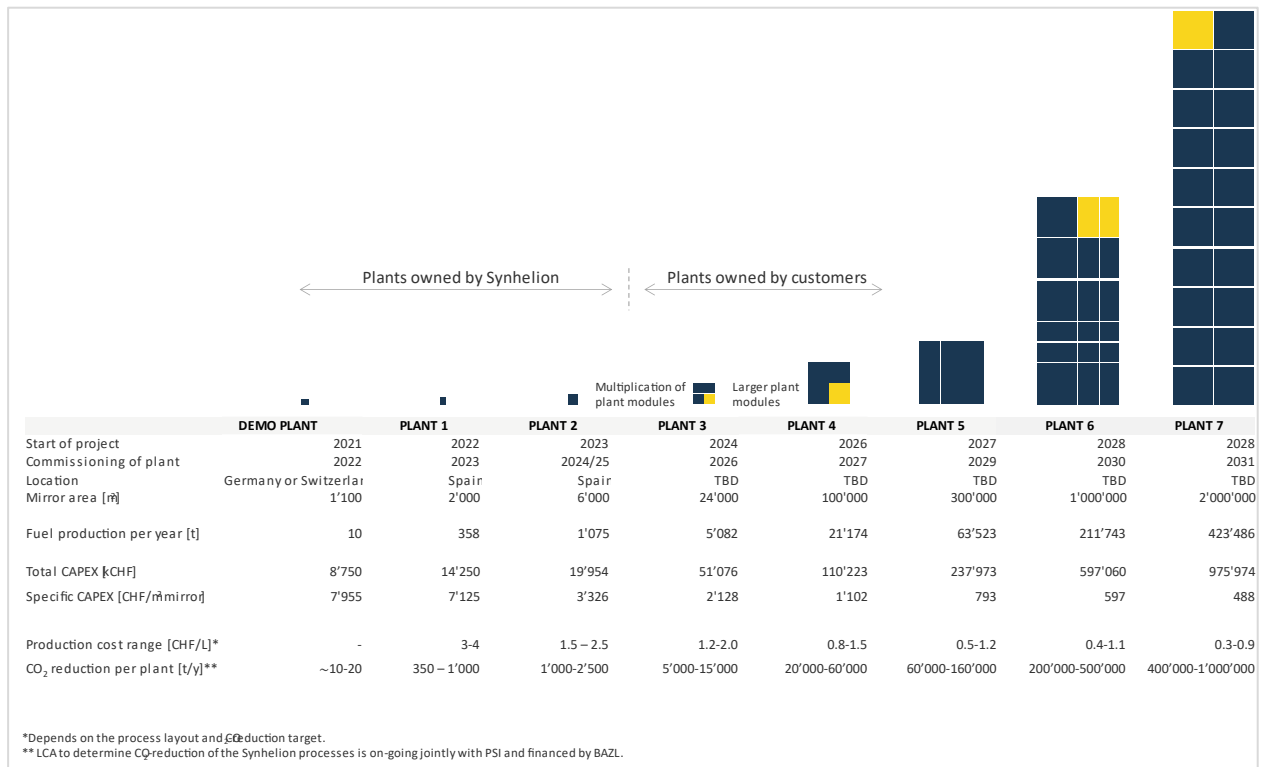 Plants owned by Synhelion Plants owned by customers
Multiplication of plant modules
Larger plant modules
DEMO PLANT PLANT 1 PLANT 2 PLANT 3 PLANT 4 PLANT 5 PLANT 6 PLANT 7
Start of project 2021 2022 2023 2024 2026 2027 2028 2028
Commissioning of plant 2022 2023 2024/25 2026 2027 2029 2030 2031
Location Germany or Switzerlan Spain Spain TBD TBD TBD TBD TBD
Mirror area [m²] 1’100 2'000 6'000 24'000 100'000 300'000 1'000'000 2'000'000
Fuel production per year [t] 10 358 1'075 5’082 21'174 63’523 211’743 423’486
Total CAPEX [kCHF] 8’750 14'250 19’954 51’076 110’223 237’973 597’060 975’974
Specific CAPEX [CHF/m² mirror] 7'955 7’125 3’326 2'128 1'102 793 597 488
Production cost range [CHF/L]* - 3-4 1.5 – 2.5 1.2-2.0 0.8-1.5 0.5-1.2 0.4-1.1 0.3-0.9
CO₂ reduction per plant [t/y]** ~10-20 350 – 1’000 1’000-2’500 5’000-15’000 20’000-60’000 60’000-160’000 200’000-500’000 400’000-1’000’000
*Depends on the process layout and CO₂ reduction target.
** LCA to determine CO₂-reduction of the Synhelion processes is on-going jointly with PSI and financed by BAZL.